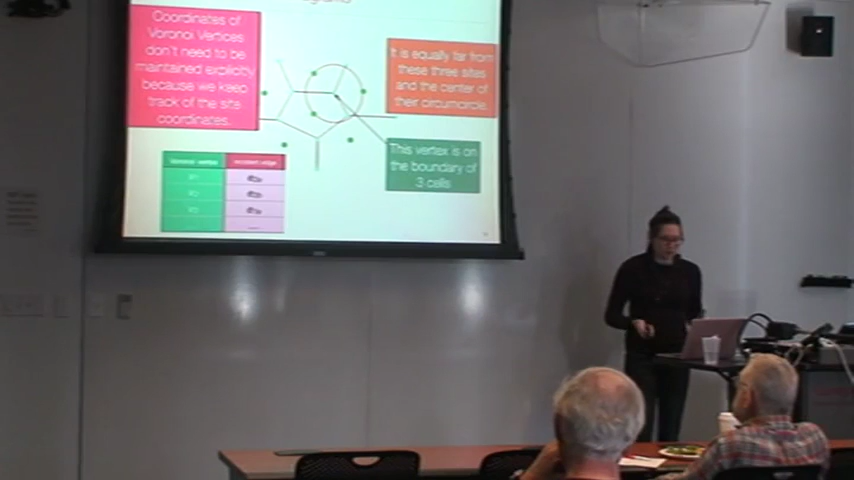 Coordinates of
Voronoi Vertices
don't need to be
maintained explicity
because we keep
track of the site
coordinates.
It is equally far from
these three sites
and the center of
their circumcircle.
This vertex is on
the boundary of
3 cells
Voronoi vertex
incident edge